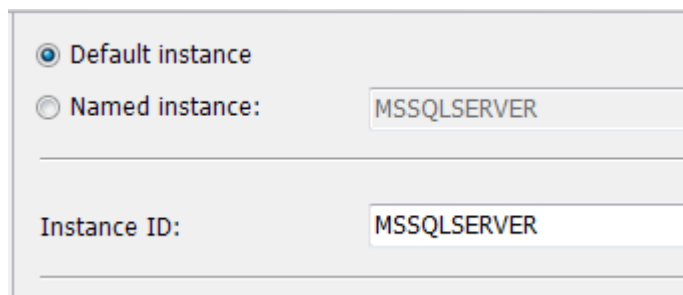 Default instance
Named instance: MSSQLSERVER
Instance ID: MSSQLSERVER